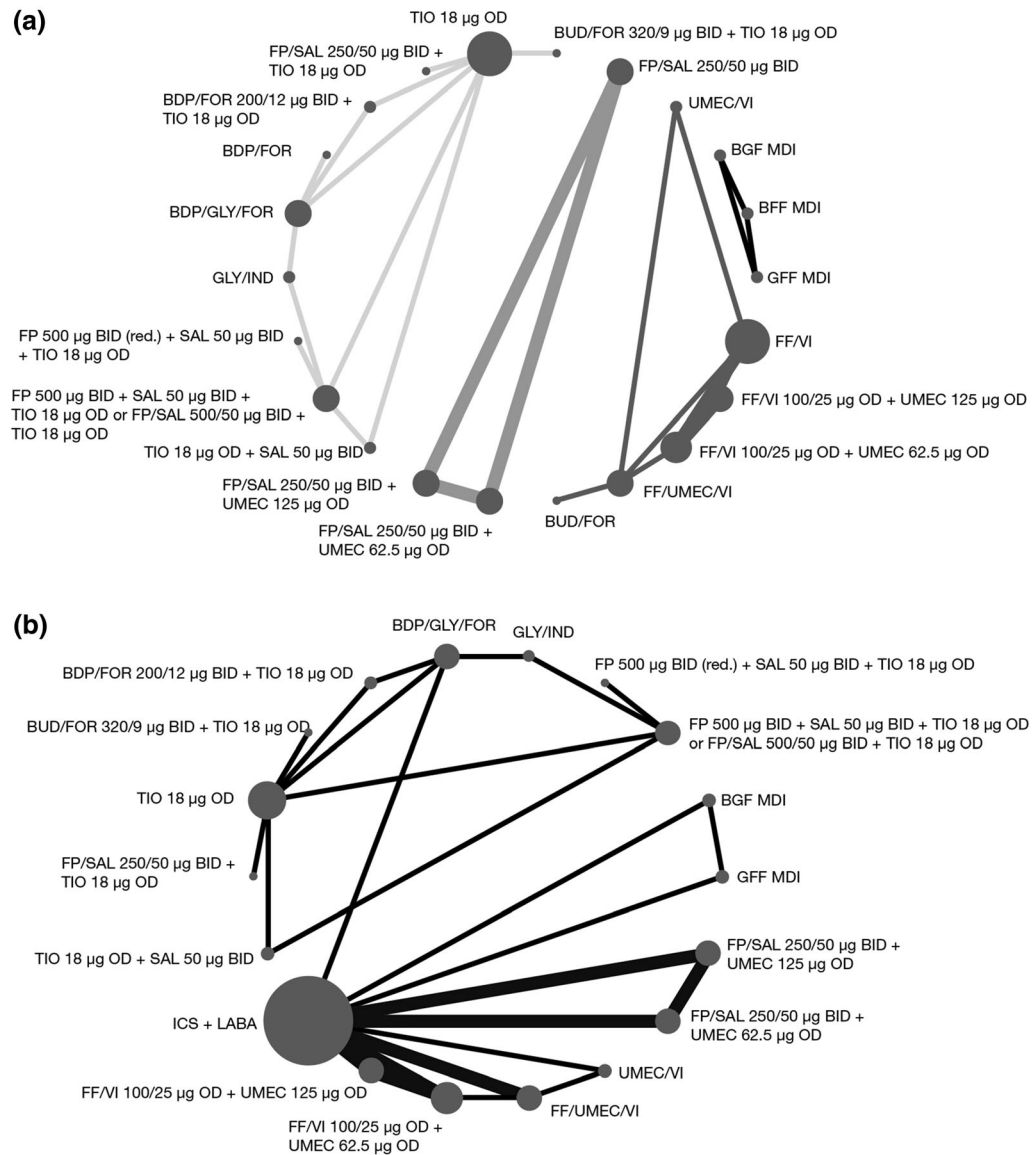 (a)
TIO 18 µg OD
BUD/FOR 320/9 µg BID + TIO 18 µg OD
FP/SAL 250/50 µg BID +
TIO 18 µg OD
FP/SAL 250/50 µg BID
BDP/FOR 200/12 µg BID +
TIO 18 µg OD
UMEC/VI
BDP/FOR
BGF MDI
BDP/GLY/FOR
BFF MDI
GLY/IND
GFF MDI
FP 500 µg BID (red.) + SAL 50 µg BID
+ TIO 18 µg OD
FF/VI
FP 500 µg BID + SAL 50 µg BID +
TIO 18 µg OD or FP/SAL 500/50 µg BID +
TIO 18 µg OD
FF/VI 100/25 µg OD + UMEC 125 µg OD
TIO 18 µg OD + SAL 50 µg BID
FF/VI 100/25 µg OD + UMEC 62.5 µg OD
FP/SAL 250/50 µg BID +
UMEC 125 µg OD
FF/UMEC/VI
BUD/FOR
FP/SAL 250/50 µg BID +
UMEC 62.5 µg OD
(b)
BDP/GLY/FOR
GLY/IND
BDP/FOR 200/12 µg BID + TIO 18 µg OD
FP 500 µg BID (red.) + SAL 50 µg BID + TIO 18 µg OD
BUD/FOR 320/9 µg BID + TIO 18 µg OD
FP 500 µg BID + SAL 50 µg BID + TIO 18 µg OD
or FP/SAL 500/50 µg BID + TIO 18 µg OD
TIO 18 µg OD
BGF MDI
FP/SAL 250/50 µg BID +
TIO 18 µg OD
GFF MDI
TIO 18 µg OD + SAL 50 µg BID
FP/SAL 250/50 µg BID +
UMEC 125 µg OD
ICS + LABA
FP/SAL 250/50 µg BID +
UMEC 62.5 µg OD
UMEC/VI
FF/VI 100/25 µg OD + UMEC 125 µg OD
FF/UMEC/VI
FF/VI 100/25 µg OD +
UMEC 62.5 µg OD